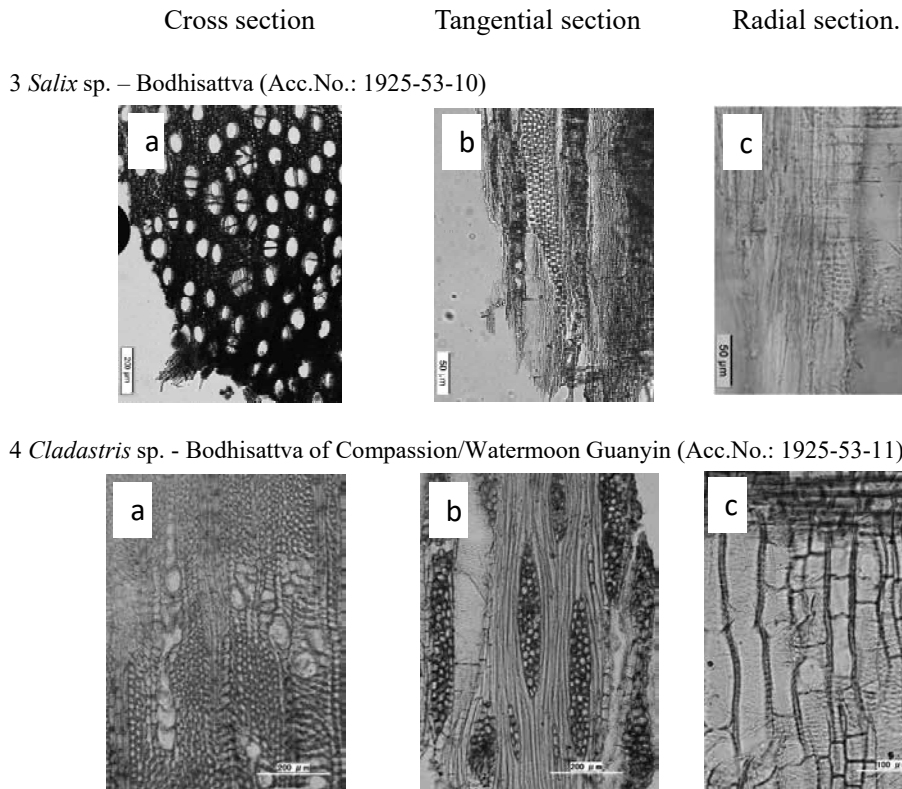 Cross section Tangential section Radial section.
3 Salix sp. – Bodhisattva (Acc.No.: 1925-53-10)
a b c
200 μm 50 μm 50 μm
4 Cladastris sp. - Bodhisattva of Compassion/Watermoon Guanyin (Acc.No.: 1925-53-11)
a b c
200 μm 200 μm 100 μm